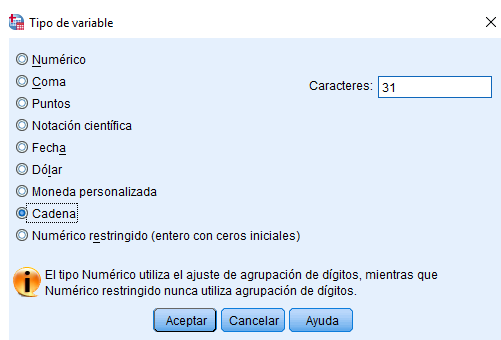 Tipo de variable
Numérico
Coma
Caracteres: 31
Puntos
Notación científica
Fecha
Dólar
Moneda personalizada
Cadena
Numérico restringido (entero con ceros iniciales)
El tipo Numérico utiliza el ajuste de agrupación de dígitos, mientras que
Numérico restringido nunca utiliza agrupación de dígitos.
Aceptar Cancelar Ayuda